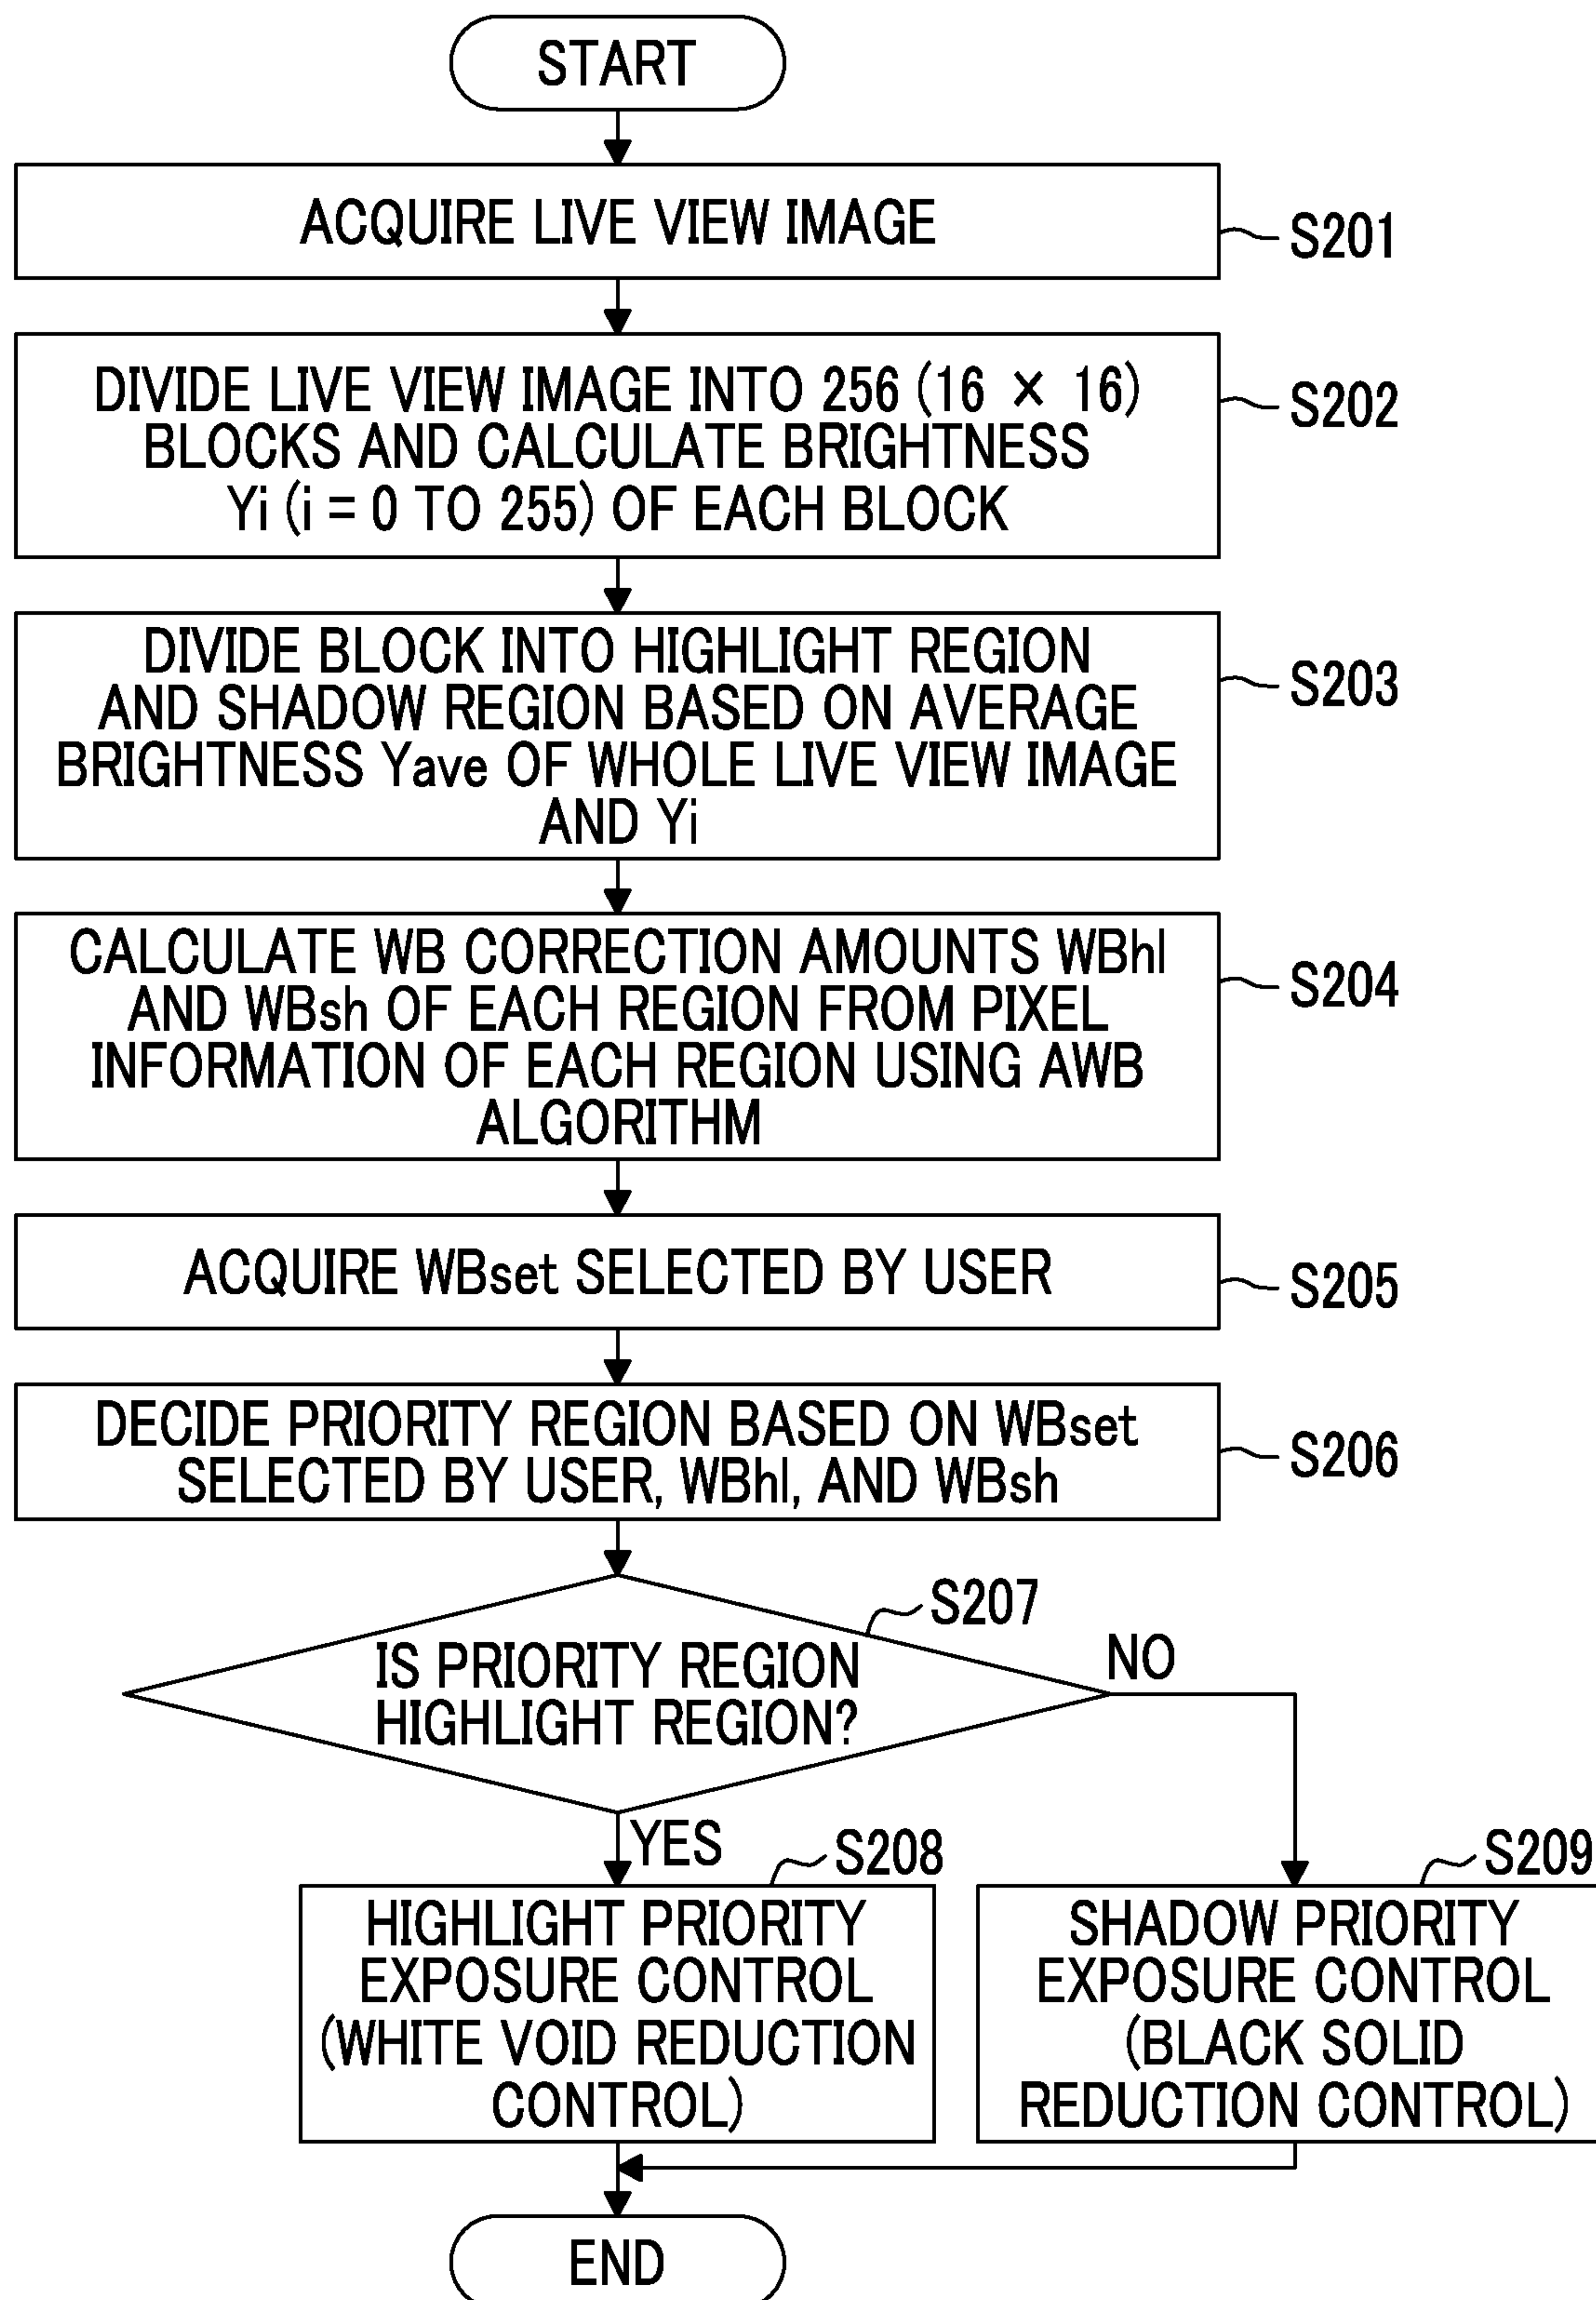 START
ACQUIRE LIVE VIEW IMAGE
S201
DIVIDE LIVE VIEW IMAGE INTO 256 (16 × 16)
BLOCKS AND CALCULATE BRIGHTNESS
Yi (i = 0 TO 255) OF EACH BLOCK
S202
DIVIDE BLOCK INTO HIGHLIGHT REGION
AND SHADOW REGION BASED ON AVERAGE
BRIGHTNESS Yave OF WHOLE LIVE VIEW IMAGE
AND Yi
S203
CALCULATE WB CORRECTION AMOUNTS WBhl
AND WBsh OF EACH REGION FROM PIXEL
INFORMATION OF EACH REGION USING AWB
ALGORITHM
S204
ACQUIRE WBset SELECTED BY USER
S205
DECIDE PRIORITY REGION BASED ON WBset
SELECTED BY USER, WBhl, AND WBsh
S206
S207
IS PRIORITY REGION
HIGHLIGHT REGION?
NO
YES
S208
HIGHLIGHT PRIORITY
EXPOSURE CONTROL
(WHITE VOID REDUCTION
CONTROL)
S209
SHADOW PRIORITY
EXPOSURE CONTROL
(BLACK SOLID
REDUCTION CONTROL)
END